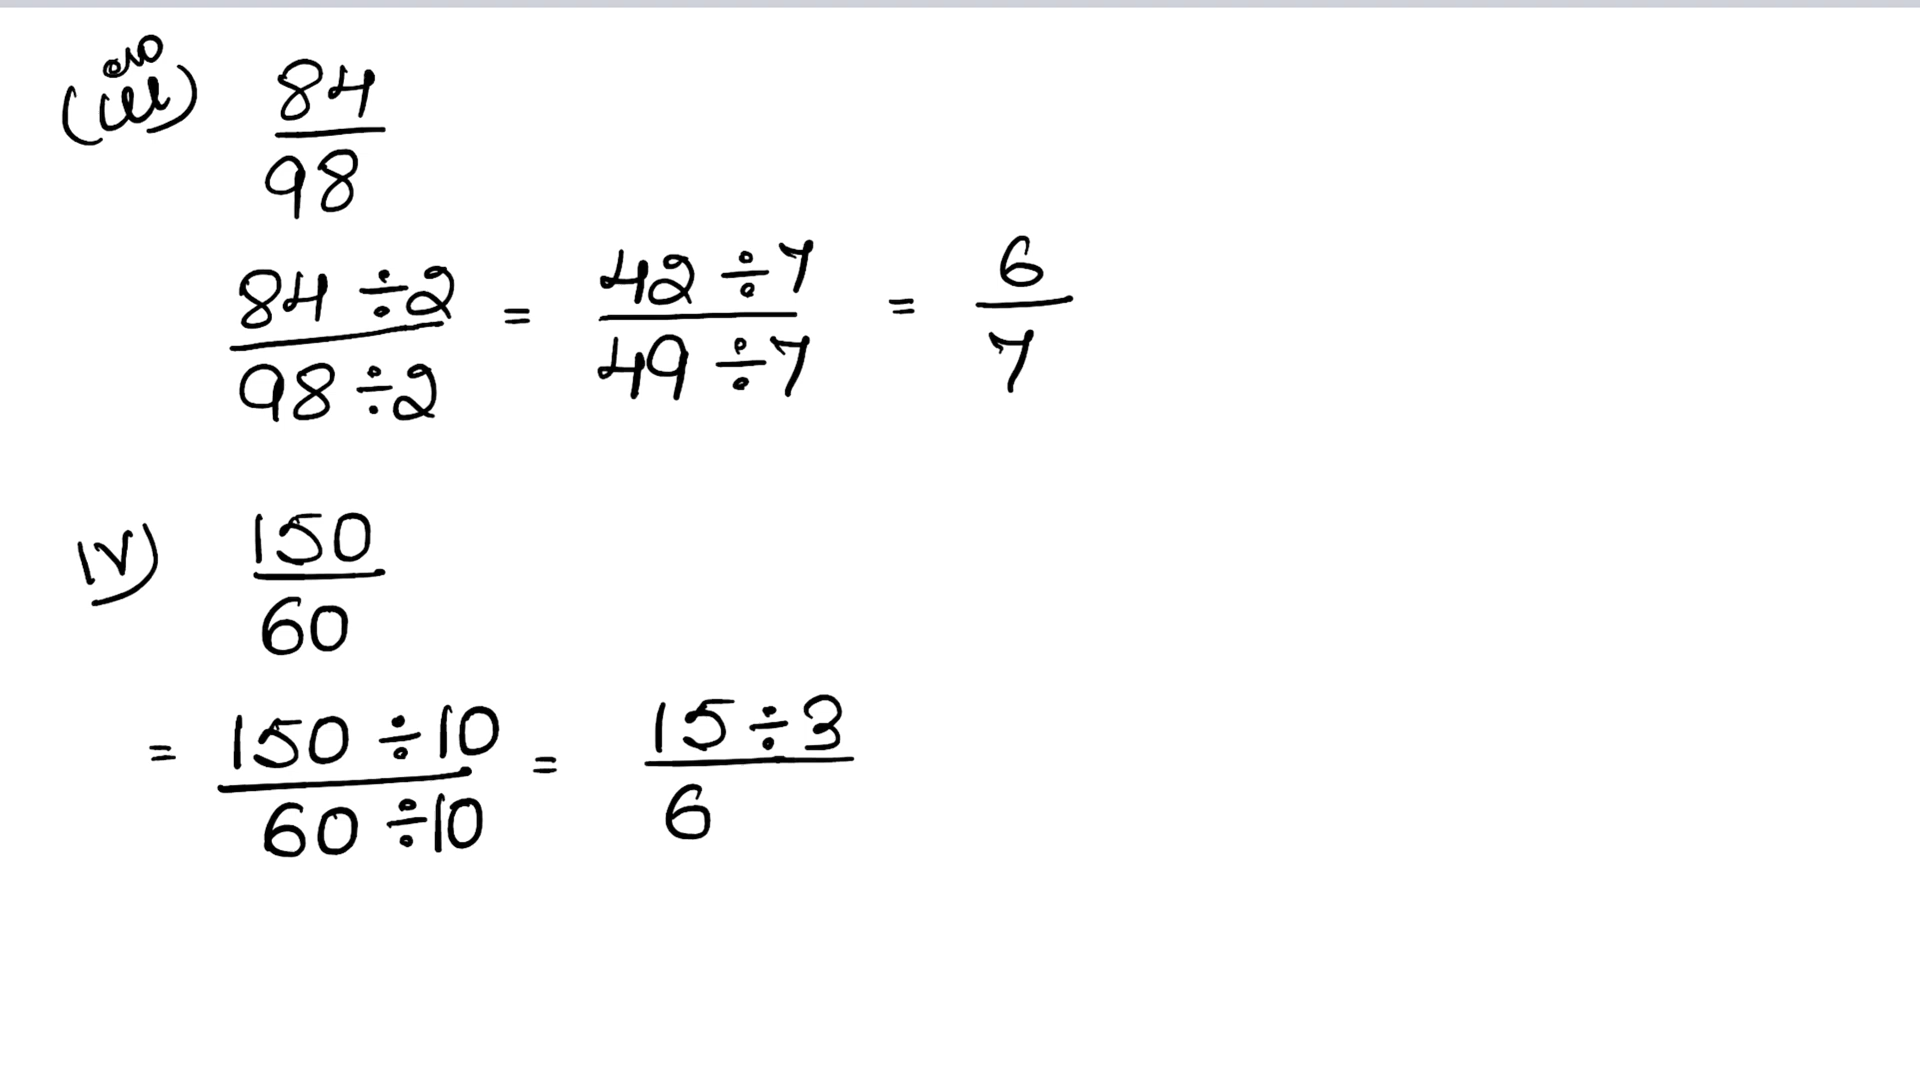 (iii) 84/98
84÷2/98÷2 = 42÷7/49÷7 = 6/7
iv) 150/60
= 150÷10/60÷10 = 15÷3/6